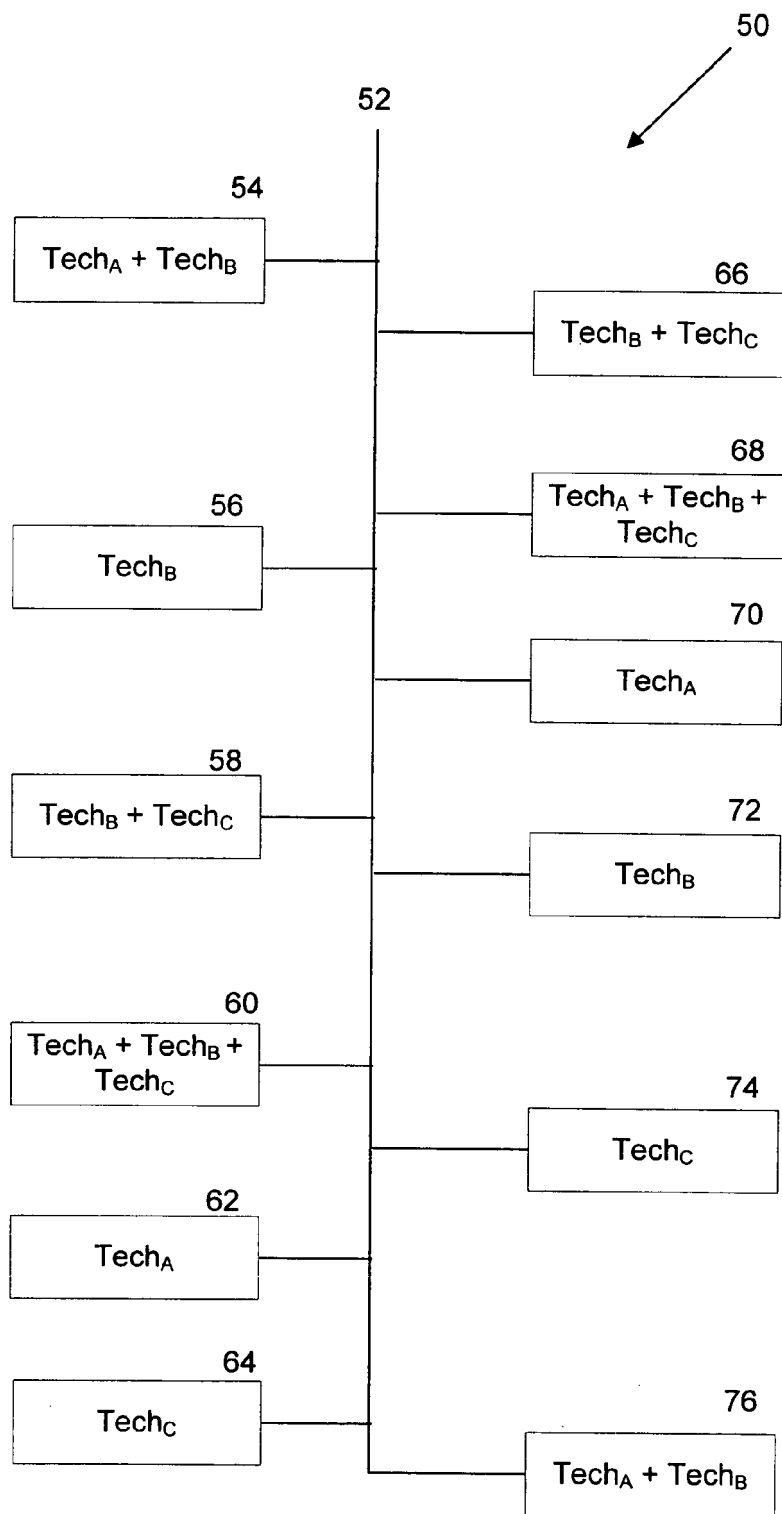 50
52
54
Tech_A + Tech_B
66
Tech_B + Tech_C
68
Tech_A + Tech_B +
Tech_C
56
Tech_B
70
Tech_A
58
Tech_B + Tech_C
72
Tech_B
60
Tech_A + Tech_B +
Tech_C
74
Tech_C
62
Tech_A
64
Tech_C
76
Tech_A + Tech_B